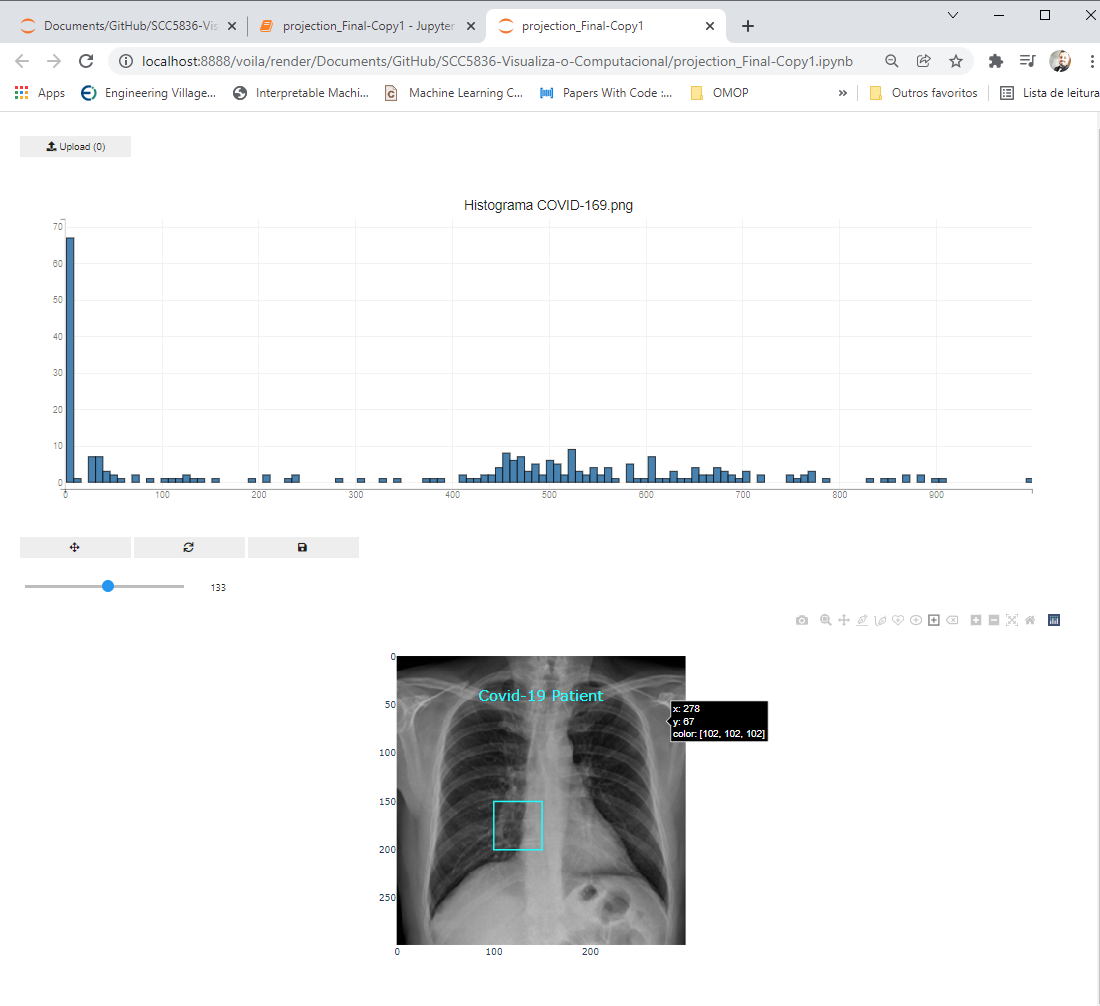 Documents/GitHub/SCC5836-Vis
projection_Final-Copy1 - Jupyter
projection_Final-Copy1
localhost:8888/voila/render/Documents/GitHub/SCC5836-Visualiza-o-Computacional/projection_Final-Copy1.ipynb
Apps
Engineering Village...
Interpretable Machi...
Machine Learning C...
Papers With Code :...
OMOP
»
Outros favoritos
Lista de leitura
Upload (0)
Histograma COVID-169.png
70
60
50
40
30
20
10
0
0 100 200 300 400 500 600 700 800 900
133
0
50
100
150
200
250
Covid-19 Patient
x: 278
y: 67
color: [102, 102, 102]
0 100 200